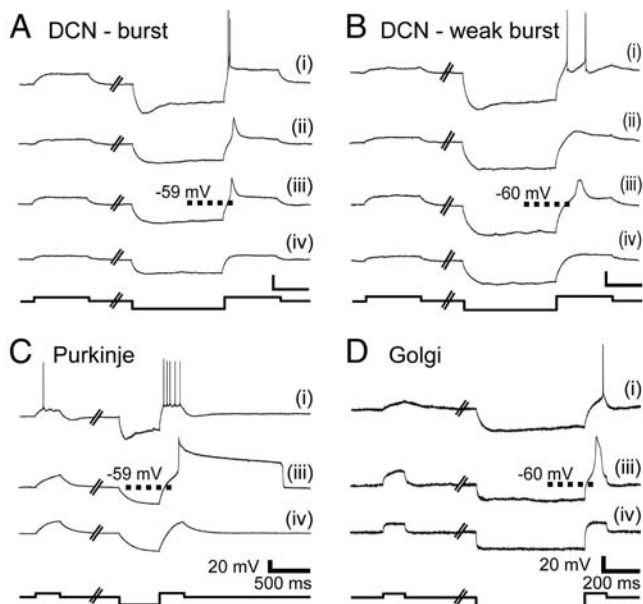 A DCN - burst
(i)
(ii)
-59 mV
(iii)
(iv)
B DCN - weak burst
(i)
(ii)
-60 mV
(iii)
(iv)
C Purkinje
(i)
-59 mV
(iii)
(iv)
20 mV
500 ms
D Golgi
(i)
-60 mV
(iii)
(iv)
20 mV
200 ms